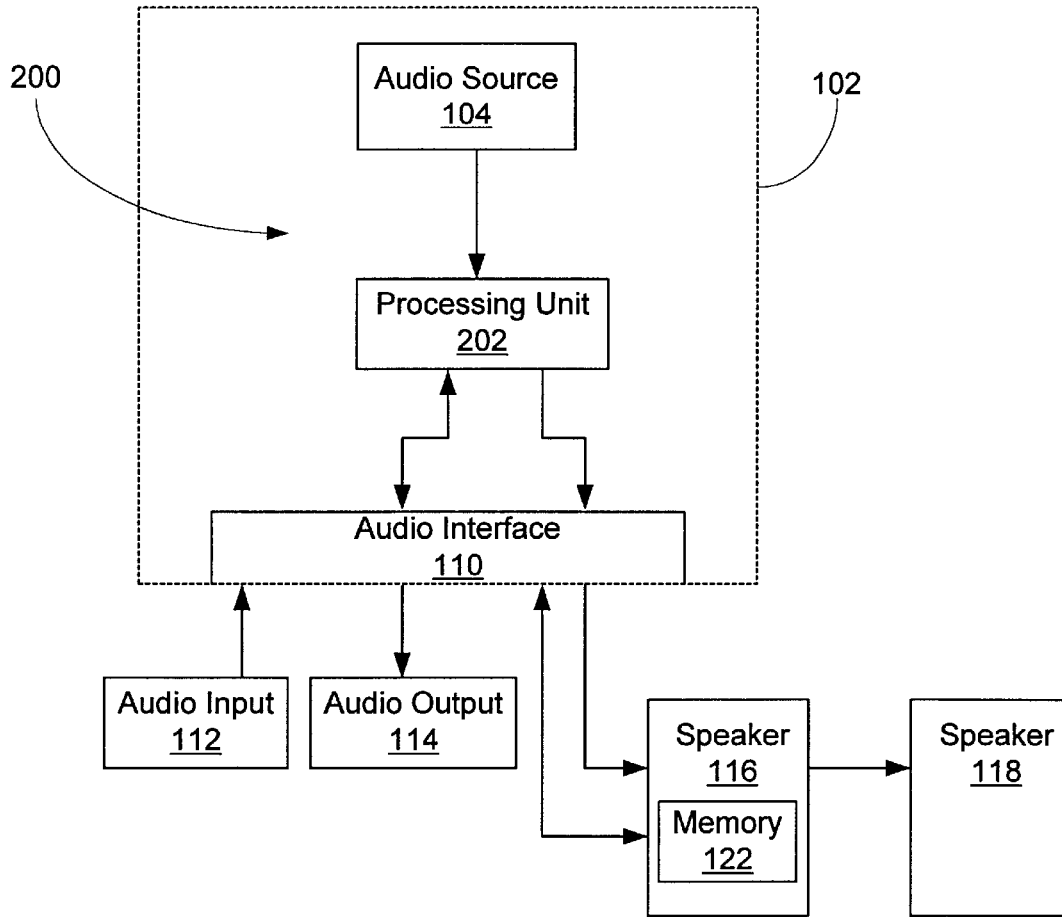 200
Audio Source
104
102
Processing Unit
202
Audio Interface
110
Audio Input
112
Audio Output
114
Speaker
116
Memory
122
Speaker
118